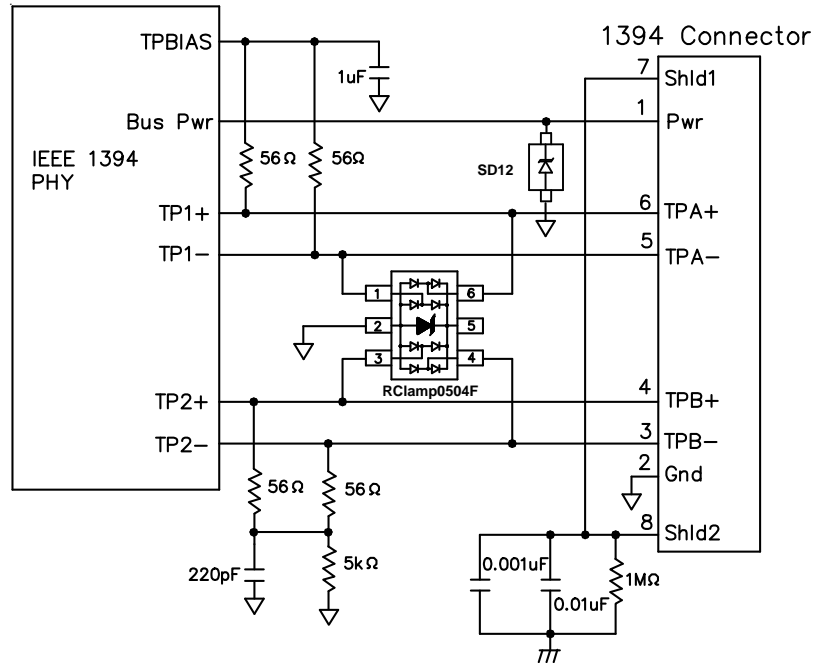 TPBIAS
1394 Connector
1uF
7
Shld1
Bus Pwr
1
Pwr
IEEE 1394
PHY
56Ω
56Ω
SD12
TP1+
6
TPA+
TP1-
5
TPA-
1
6
2
5
3
4
RClamp0504F
TP2+
4
TPB+
TP2-
3
TPB-
2
Gnd
56Ω
56Ω
8
Shld2
220pF
5kΩ
0.001uF
0.01uF
1MΩ